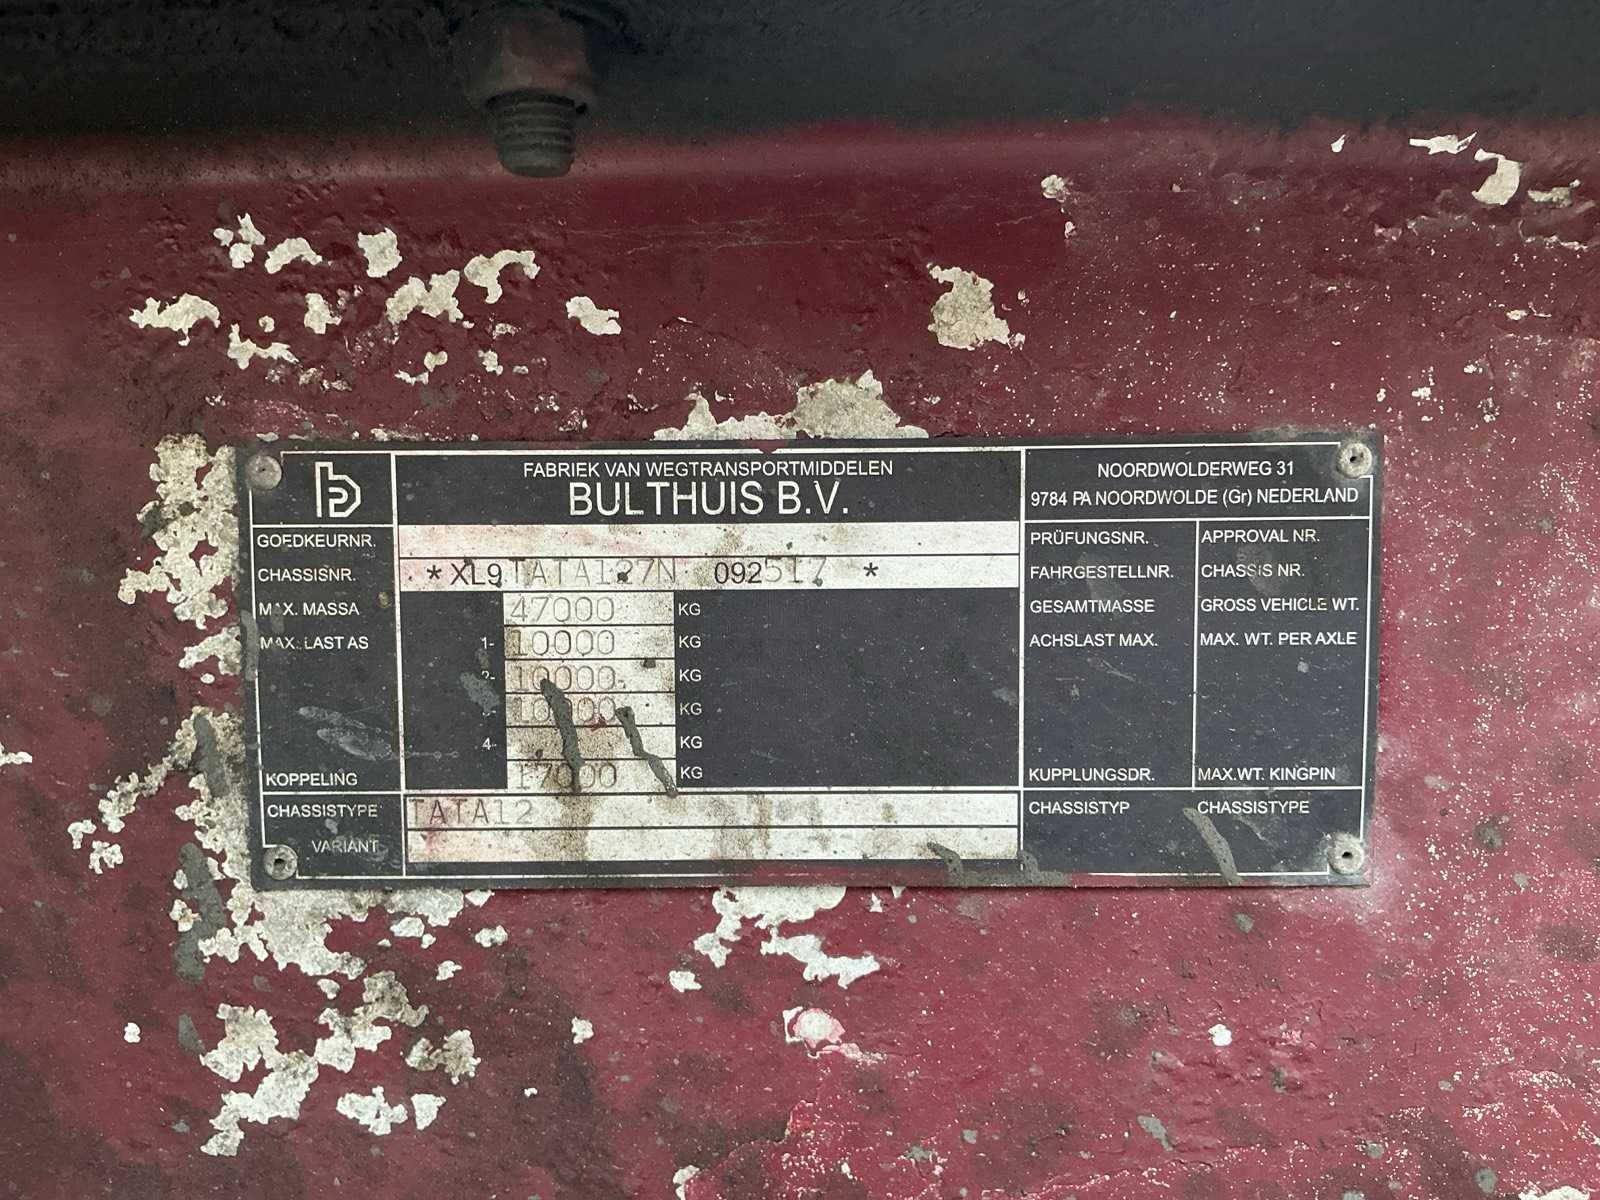 FABRIEK VAN WEGTRANSPORTMIDDELEN
BULTHUIS B.V.
NOORDWOLDERWEG 31
9784 PA NOORDWOLDE (Gr) NEDERLAND
GOEDKEURNR. PRÜFUNGSNR. APPROVAL NR.
CHASSISNR. *XL9TATA127N 092517 * FAHRGESTELLNR. CHASSIS NR.
MAX. MASSA 47000 KG GESAMTMASSE GROSS VEHICLE WT.
MAX. LAST AS 1- 10000 KG ACHSLAST MAX. MAX. WT. PER AXLE
2- 10000 KG
10000 KG
4- KG
KOPPELING 17000 KG KUPPLUNGSDR. MAX.WT. KINGPIN
CHASSISTYPE TATA12 CHASSISTYP CHASSISTYPE
VARIANT